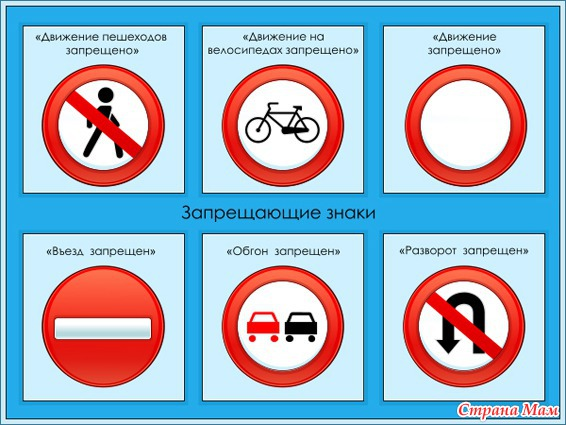 «Движение пешеходов
запрещено»
«Движение на
велосипедах запрещено»
«Движение
запрещено»
Запрещающие знаки
«Въезд запрещен»
«Обгон запрещен»
«Разворот запрещен»
Страна Мам